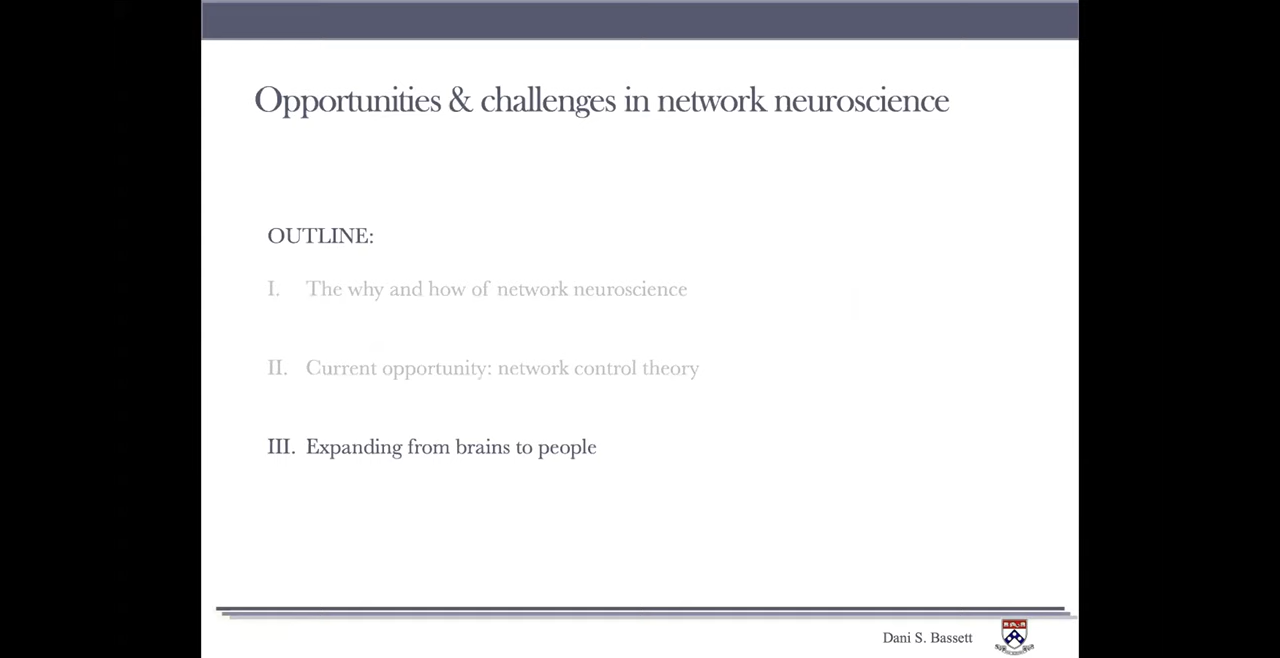 Opportunities & challenges in network neuroscience
OUTLINE:
I. The why and how of network neuroscience
II. Current opportunity: network control theory
III. Expanding from brains to people
Dani S. Bassett